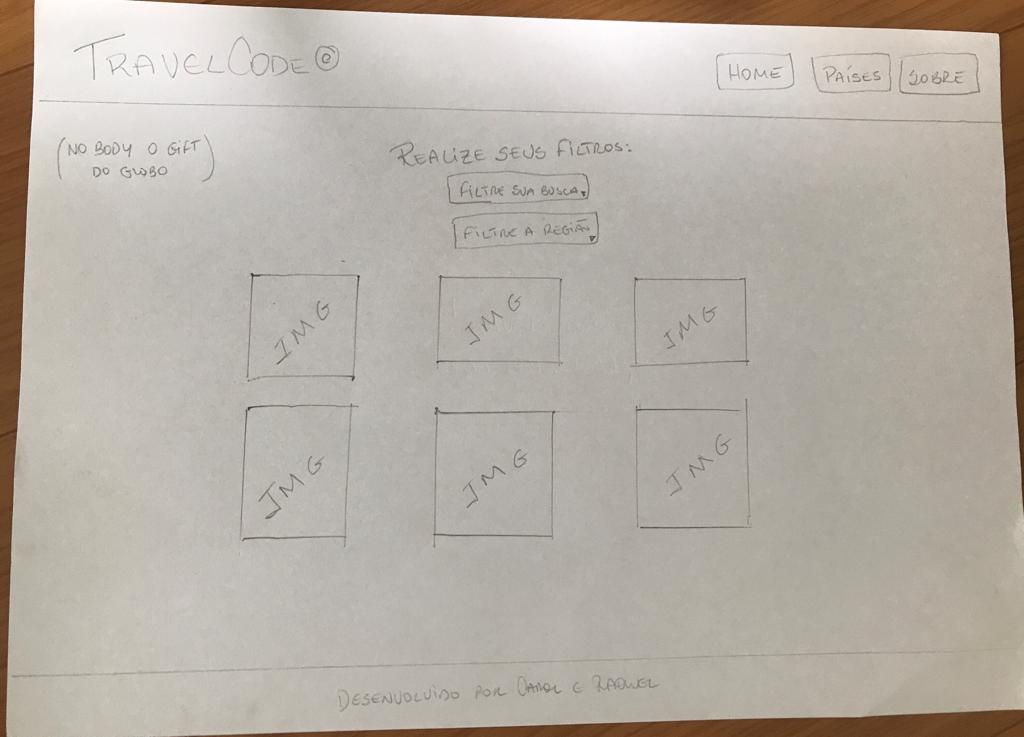 TRAVELCODE ©
HOME PAÍSES SOBRE
(NO BODY O GIFT
DO GLOBO)
REALIZE SEUS FILTROS:
FILTRE SUA BUSCA
FILTRE A REGIÃO
IMG IMG IMG
IMG IMG IMG
DESENVOLVIDO POR CAROL E RAQUEL